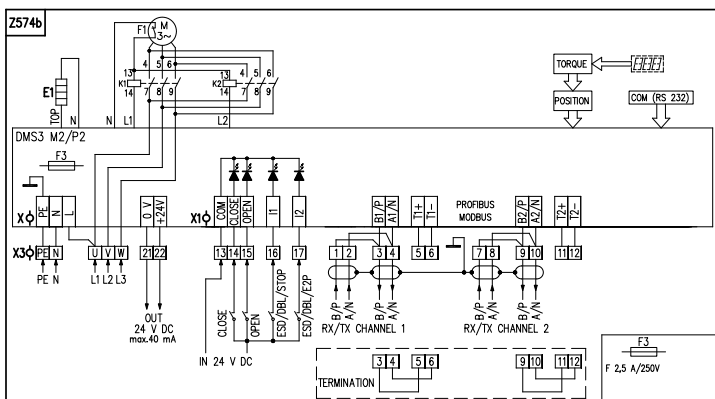 Z574b
F1
M
3~
4 5 6
4 5 6
13
K1
14
7 8 9
13
K2
14
7 8 9
E1
TOP
N
N
L1
L2
TORQUE
POSITION
COM (RS 232)
DMS3 M2/P2
F3
X
PE
N
L
0 V
+24V
X1
COM
CLOSE
OPEN
I1
I2
B1/P
A1/N
T1+
T1-
PROFIBUS
MODBUS
B2/P
A2/N
T2+
T2-
X3
PE N
U V W
21 22
13 14 15
16
17
1 2
3 4
5 6
7 8
9 10
11 12
PE N
L1 L2 L3
OUT
24 V DC
max.40 mA
CLOSE
OPEN
ESD/DBL/STOP
ESD/DBL/E2P
IN 24 V DC
B/P
A/N
B/P
A/N
RX/TX CHANNEL 1
B/P
A/N
B/P
A/N
RX/TX CHANNEL 2
TERMINATION
3 4
5 6
9 10
11 12
F3
F 2,5 A/250V